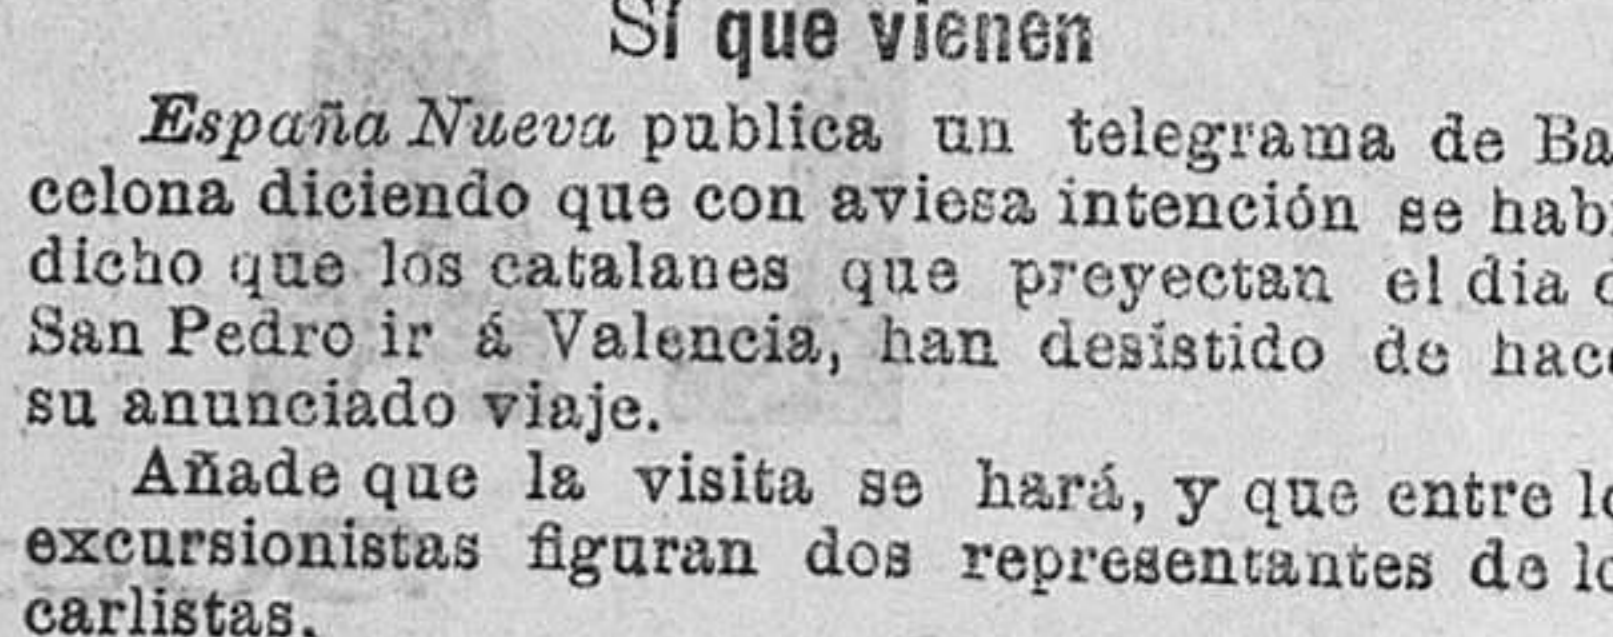 Sí que vienen
España Nueva publica un telegrama de Ba
celona diciendo que con aviesa intención se hab
dicho que los catalanes que preyectan el dia
San Pedro ir á Valencia, han desistido de hac
su anunciado viaje.
Añade que la visita se hará, y que entre lo
excursionistas figuran dos representantes de lo
carlistas.